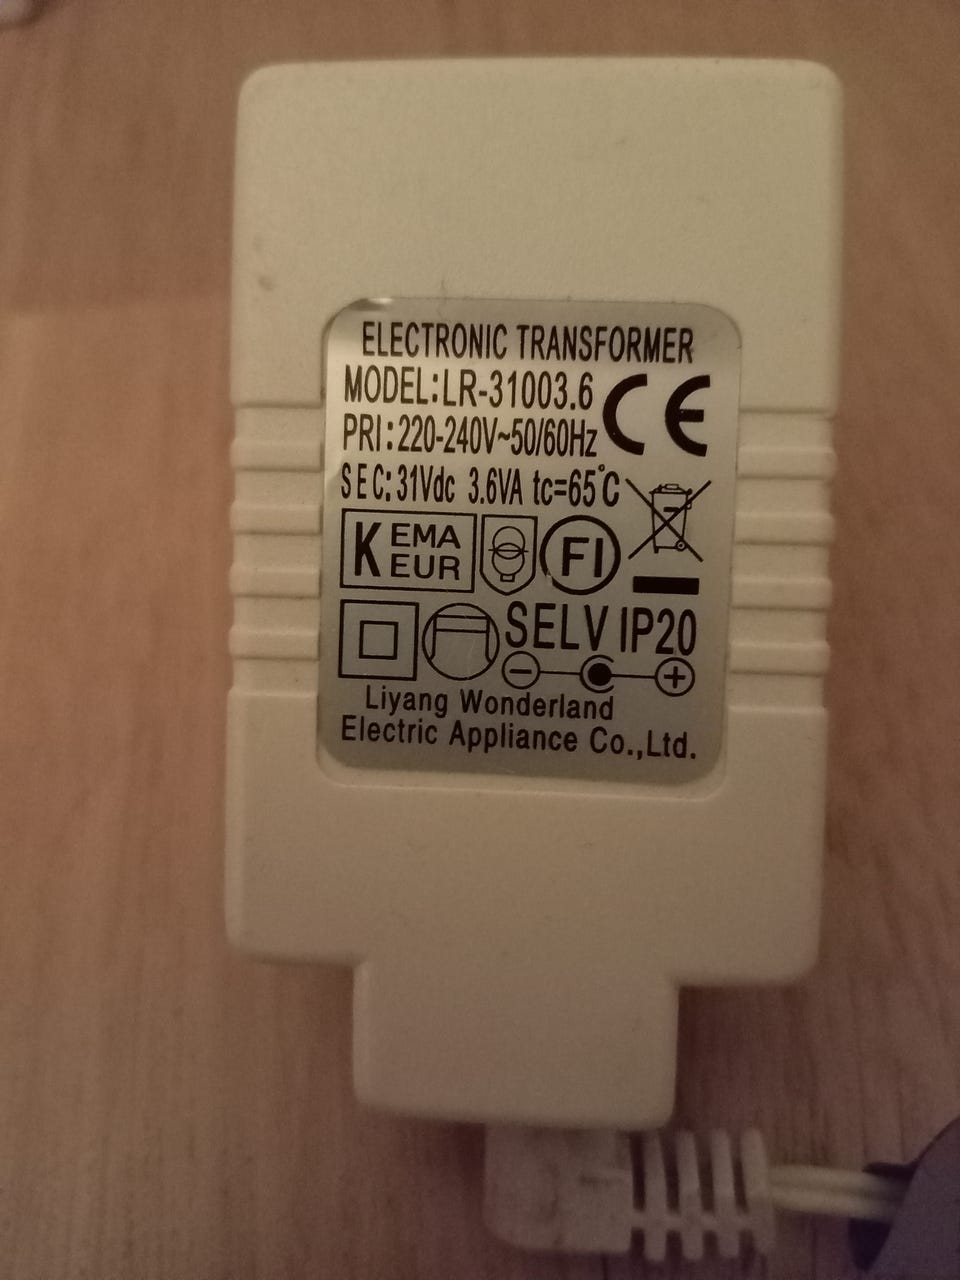 ELECTRONIC TRANSFORMER
MODEL:LR-31003.6
CE
PRI:220-240V~50/60Hz
SEC:31Vdc 3.6VA tc=65°C
KEMA
EUR
FI
SELV IP20
− +
Liyang Wonderland
Electric Appliance Co.,Ltd.